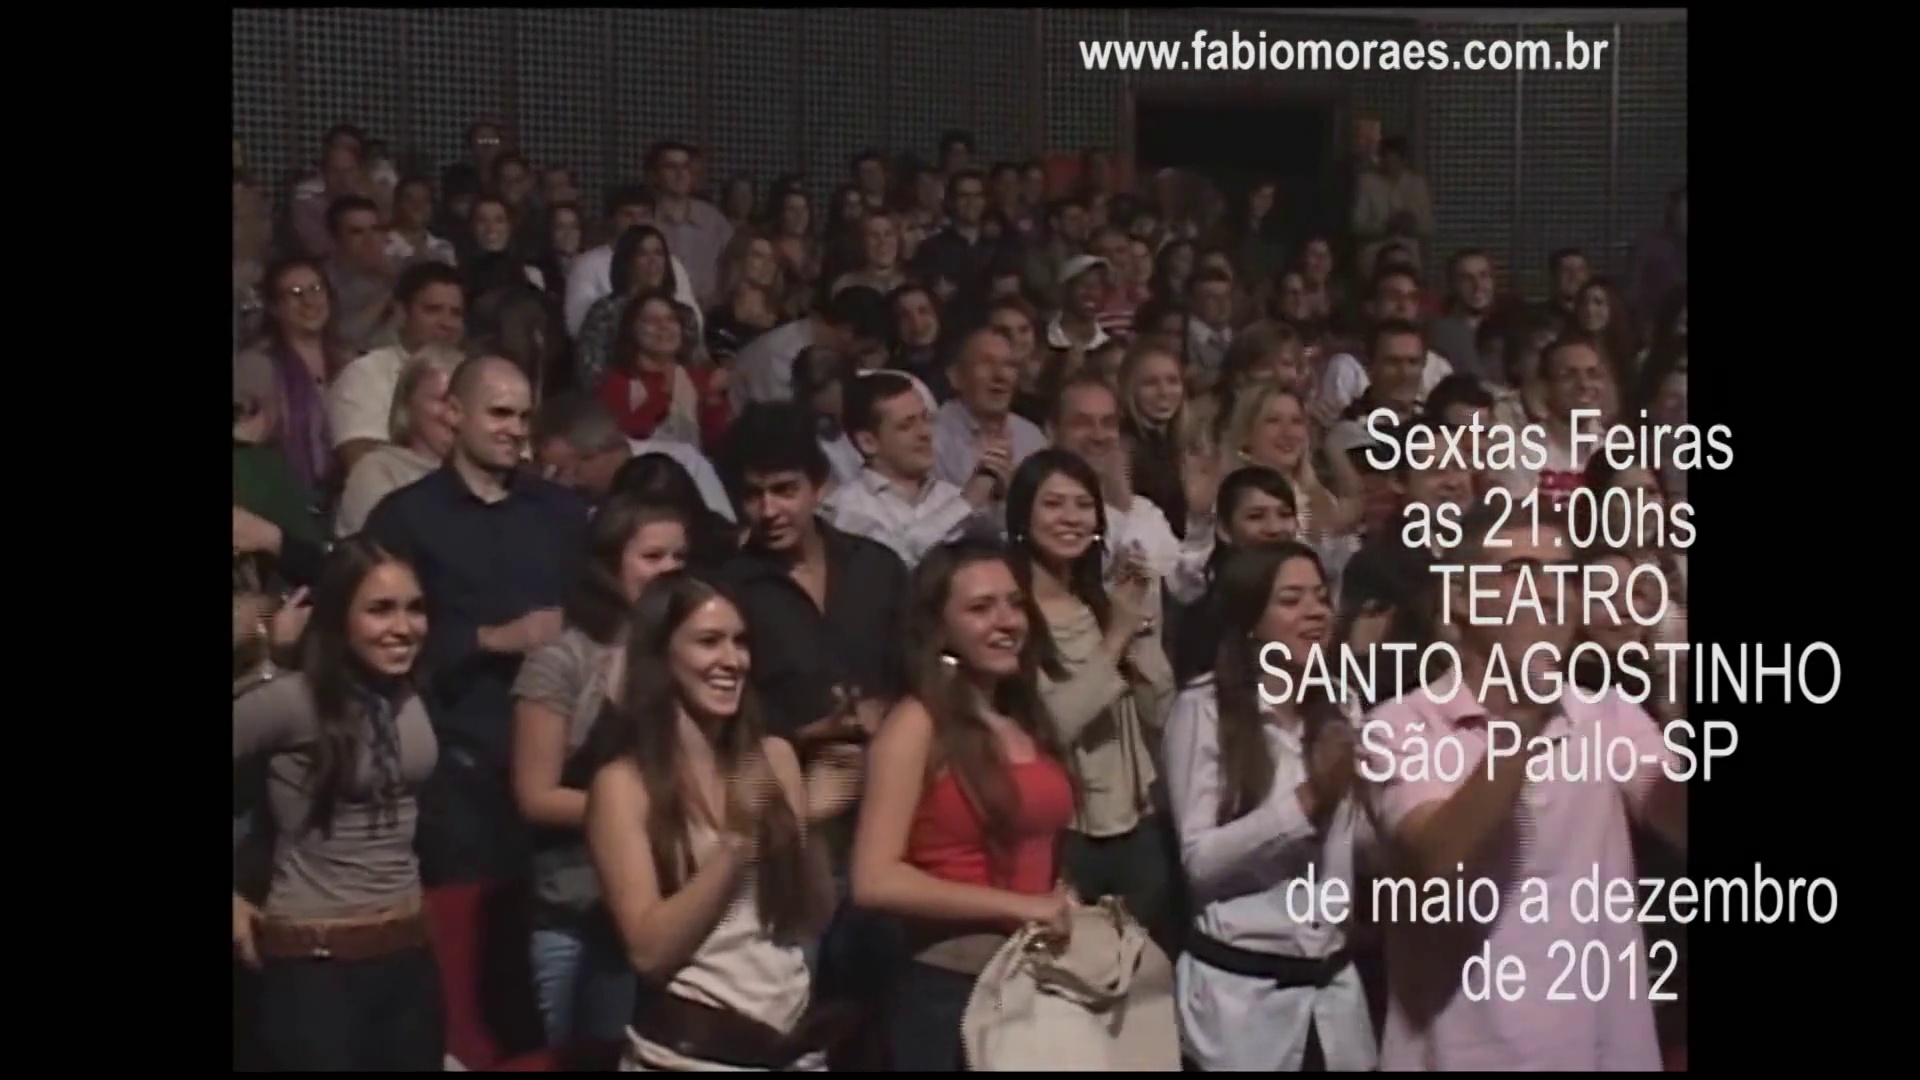 www.fabiomoraes.com.br
Sextas Feiras
as 21:00hs
TEATRO
SANTO AGOSTINHO
São Paulo-SP
de maio a dezembro
de 2012